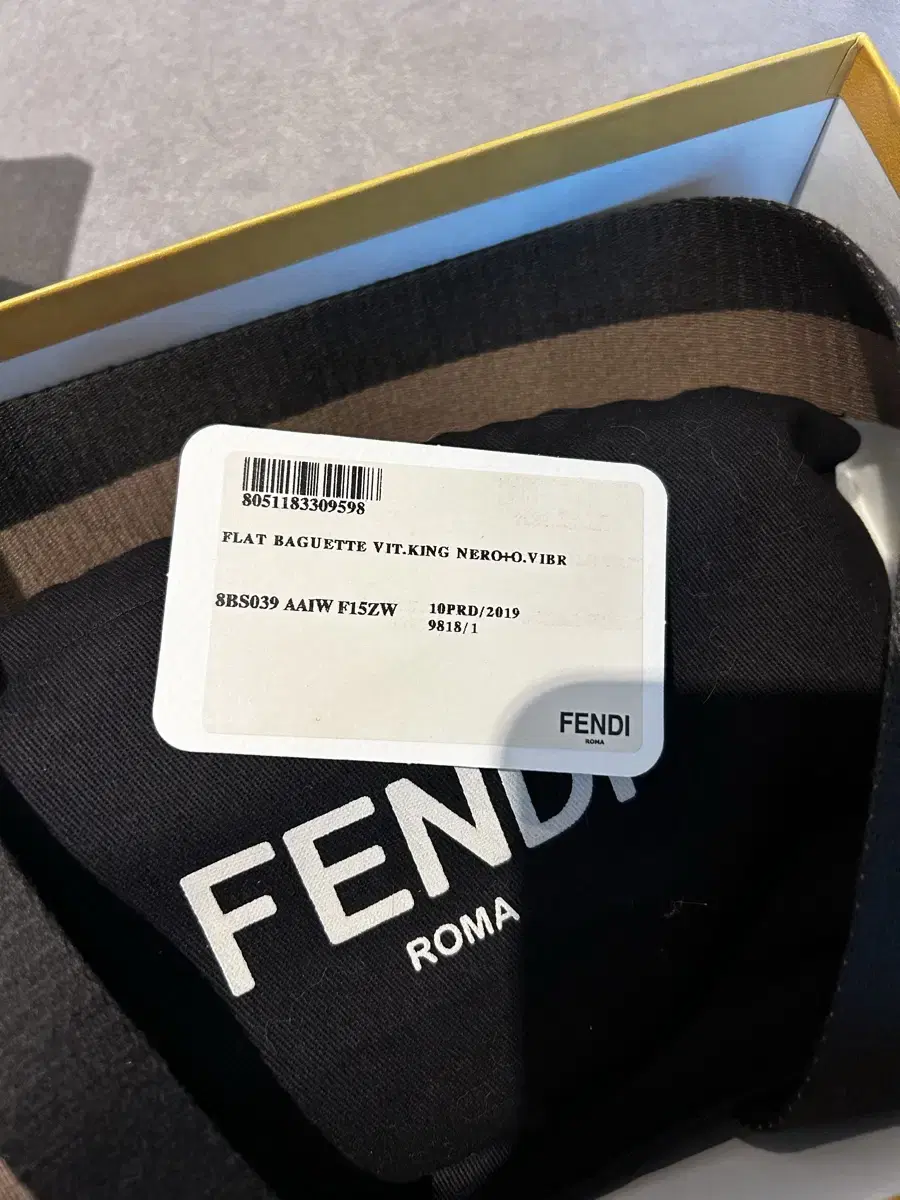 8051183309598
FLAT BAGUETTE VIT.KING NERO+O.VIBR
8BS039 AAIW F15ZW
10PRD/2019
9818/1
FENDI
ROMA
FENDI
ROMA